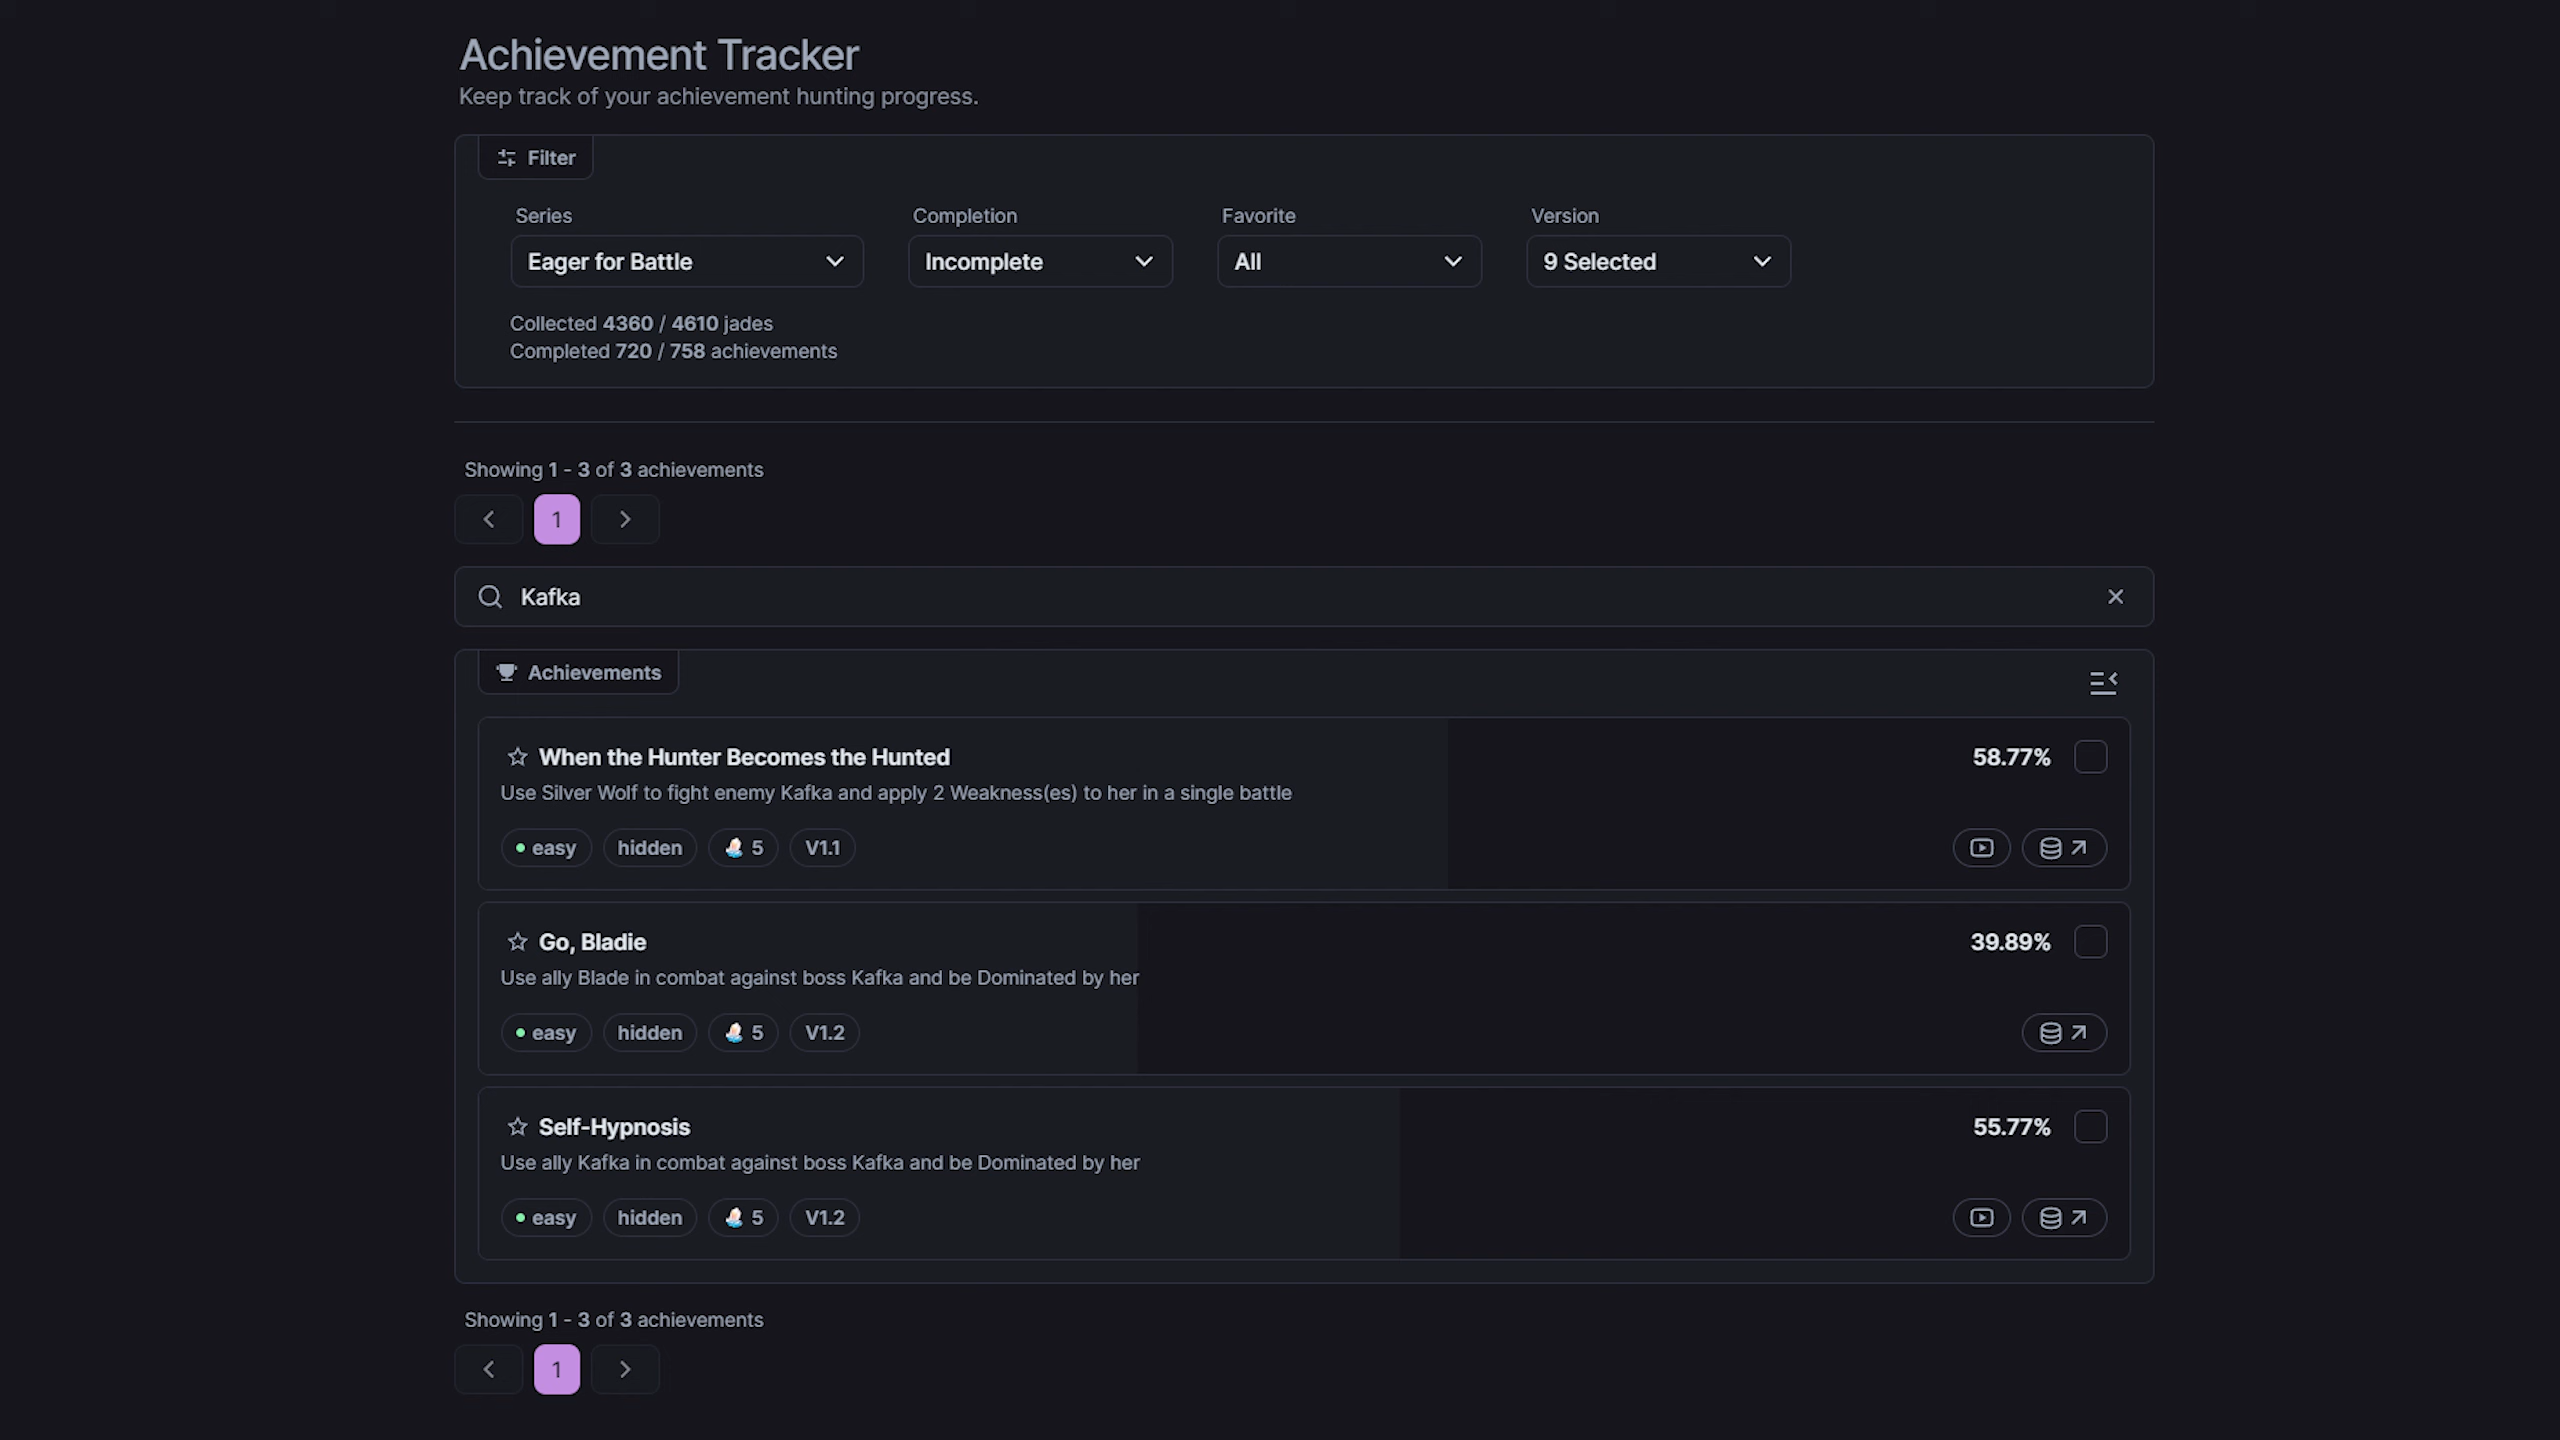 Achievement Tracker
Keep track of your achievement hunting progress.
Filter
Series Completion Favorite Version
Eager for Battle Incomplete All 9 Selected
Collected 4360 / 4610 jades
Completed 720 / 758 achievements
Showing 1 - 3 of 3 achievements
1
Kafka
Achievements
When the Hunter Becomes the Hunted 58.77%
Use Silver Wolf to fight enemy Kafka and apply 2 Weakness(es) to her in a single battle
easy hidden 5 V1.1
Go, Bladie 39.89%
Use ally Blade in combat against boss Kafka and be Dominated by her
easy hidden 5 V1.2
Self-Hypnosis 55.77%
Use ally Kafka in combat against boss Kafka and be Dominated by her
easy hidden 5 V1.2
Showing 1 - 3 of 3 achievements
1